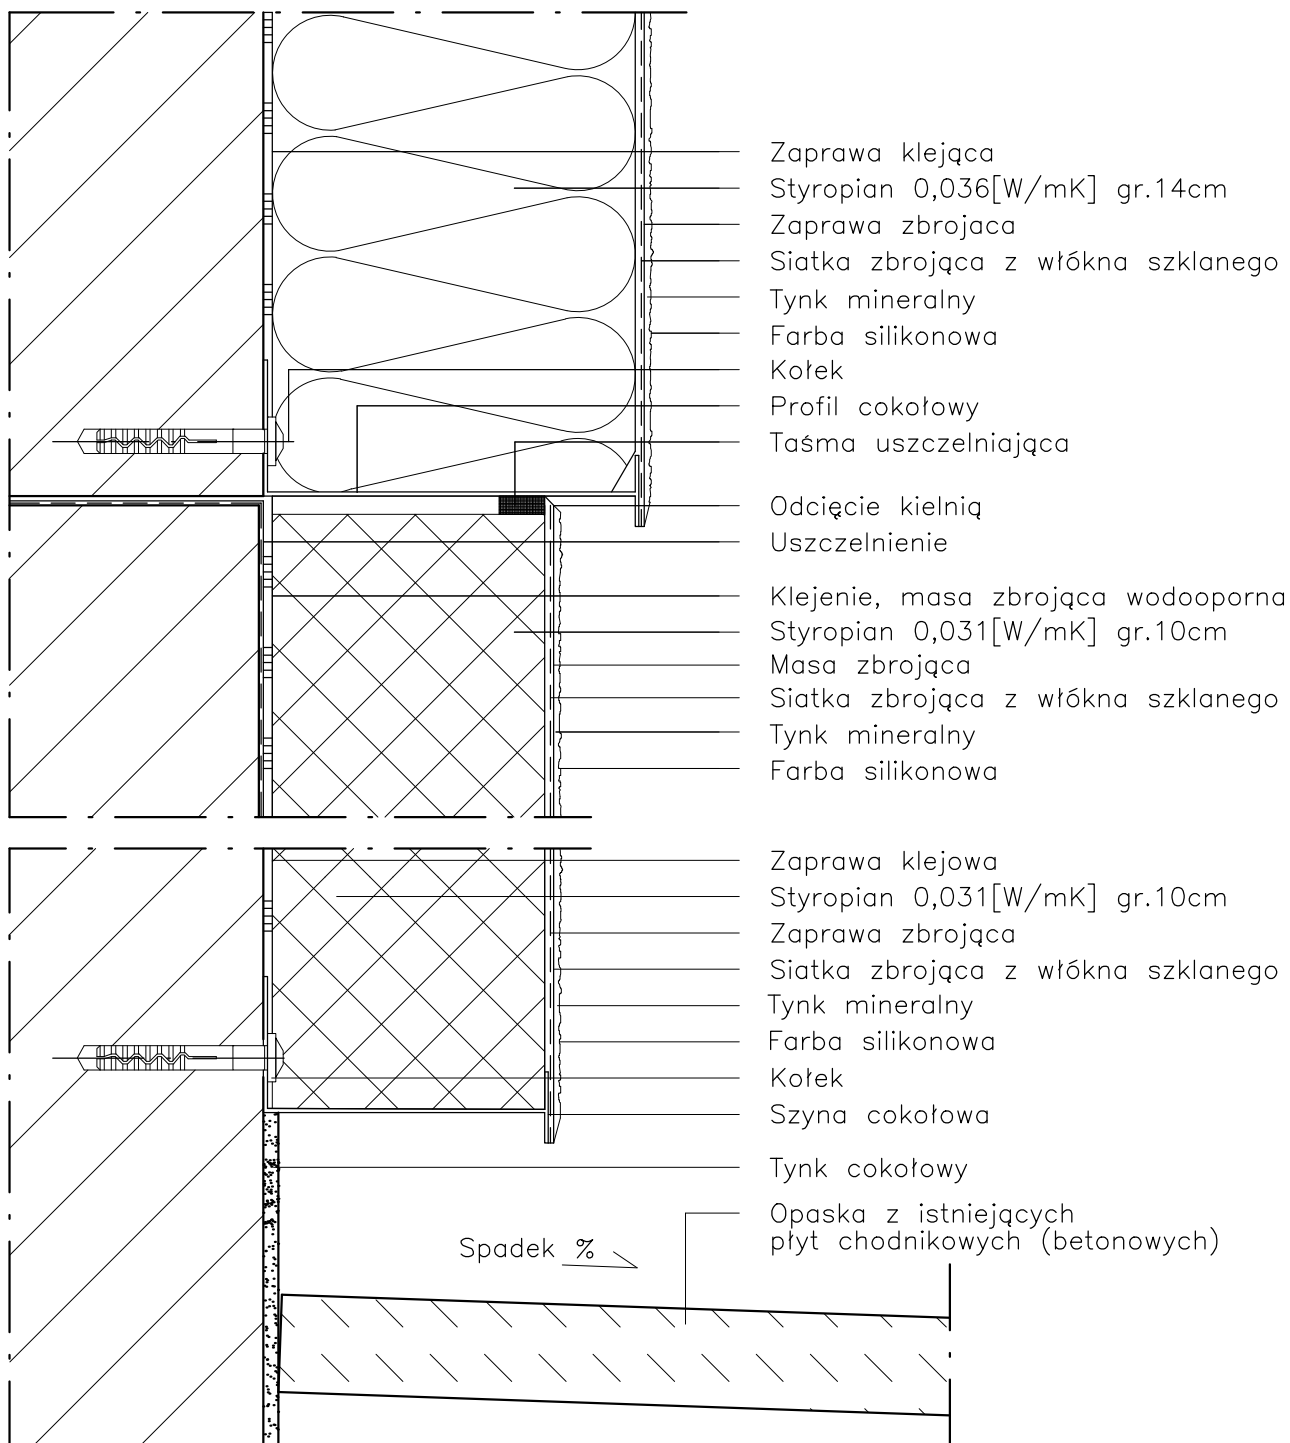 Zaprawa klejąca
Styropian 0,036[W/mK] gr.14cm
Zaprawa zbrojaca
Siatka zbrojąca z włókna szklanego
Tynk mineralny
Farba silikonowa
Kołek
Profil cokołowy
Taśma uszczelniająca
Odcięcie kielnią
Uszczelnienie
Klejenie, masa zbrojąca wodooporna
Styropian 0,031[W/mK] gr.10cm
Masa zbrojąca
Siatka zbrojąca z włókna szklanego
Tynk mineralny
Farba silikonowa
Zaprawa klejowa
Styropian 0,031[W/mK] gr.10cm
Zaprawa zbrojąca
Siatka zbrojąca z włókna szklanego
Tynk mineralny
Farba silikonowa
Kołek
Szyna cokołowa
Tynk cokołowy
Opaska z istniejących
płyt chodnikowych (betonowych)
Spadek %